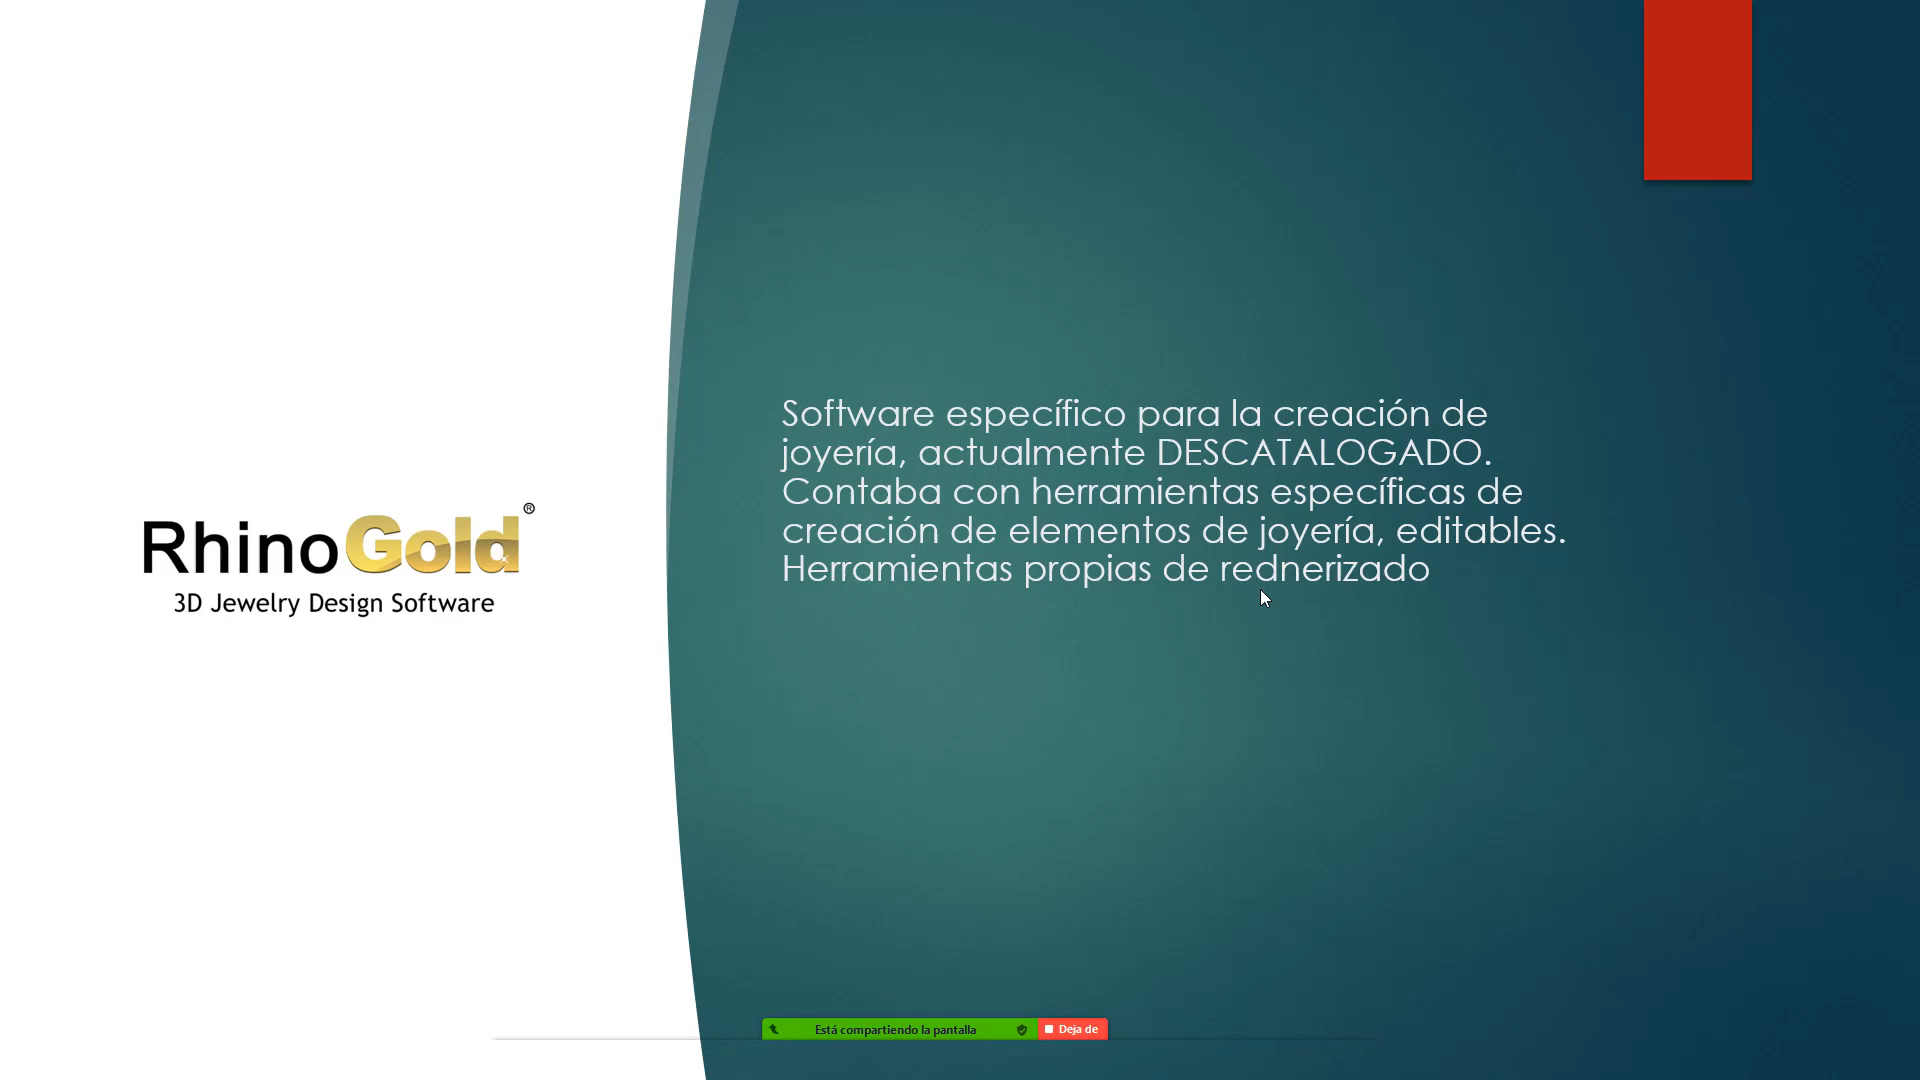 Software específico para la creación de
joyería, actualmente DESCATALOGADO.
Contaba con herramientas específicas de
creación de elementos de joyería, editables.
Herramientas propias de rednerizado
RhinoGold®
3D Jewelry Design Software
Está compartiendo la pantalla
Deja de